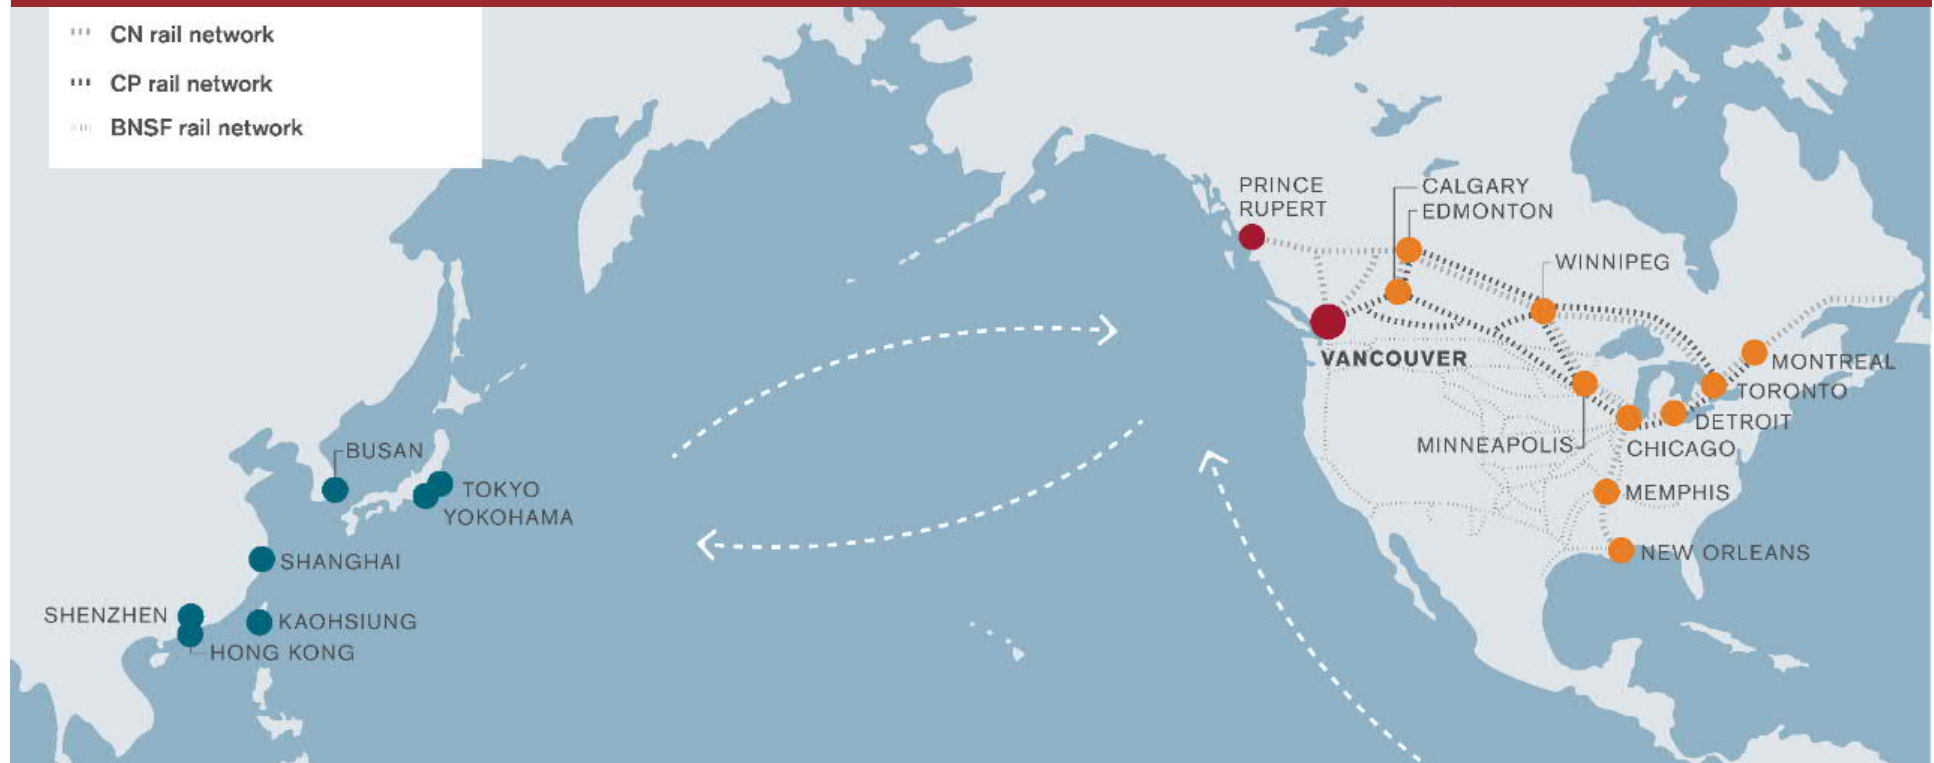 CN rail network
CP rail network
BNSF rail network
PRINCE
RUPERT
CALGARY
EDMONTON
WINNIPEG
VANCOUVER
MONTREAL
TORONTO
DETROIT
MINNEAPOLIS
CHICAGO
MEMPHIS
NEW ORLEANS
BUSAN
TOKYO
YOKOHAMA
SHANGHAI
SHENZHEN
KAOHSIUNG
HONG KONG